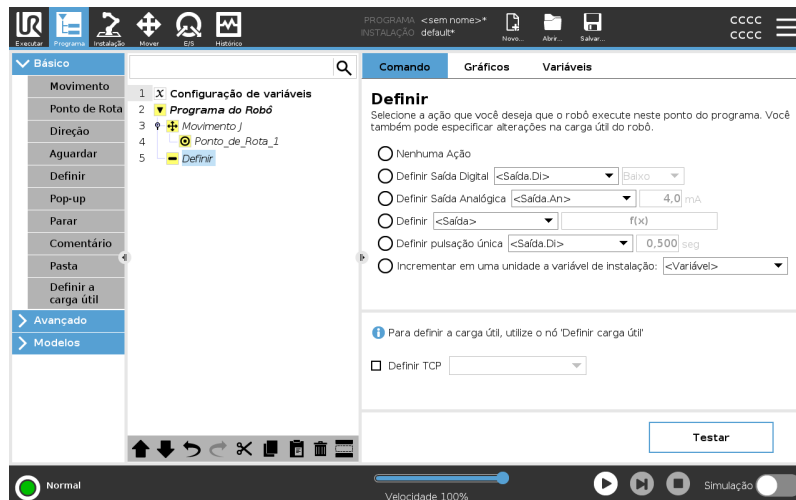 PROGRAMA <sem nome>*
INSTALAÇÃO default*
cccc
cccc
Executar Programa Instalação Mover E/S Histórico Novo... Abrir... Salvar...
Básico
Movimento
Ponto de Rota
Direção
Aguardar
Definir
Pop-up
Parar
Comentário
Pasta
Definir a
carga útil
Avançado
Modelos
1 X Configuração de variáveis
2 Programa do Robô
3 Movimento J
4 Ponto_de_Rota_1
5 Definir
Comando Gráficos Variáveis
Definir
Selecione a ação que você deseja que o robô execute neste ponto do programa. Você
também pode especificar alterações na carga útil do robô.
Nenhuma Ação
Definir Saída Digital <Saída.Di> Baixo
Definir Saída Analógica <Saída.An> 4,0 mA
Definir <Saída> f(x)
Definir pulsação única <Saída.Di> 0,500 seg
Incrementar em uma unidade a variável de instalação: <Variável>
Para definir a carga útil, utilize o nó 'Definir carga útil'
Definir TCP
Testar
Normal
Velocidade 100%
Simulação